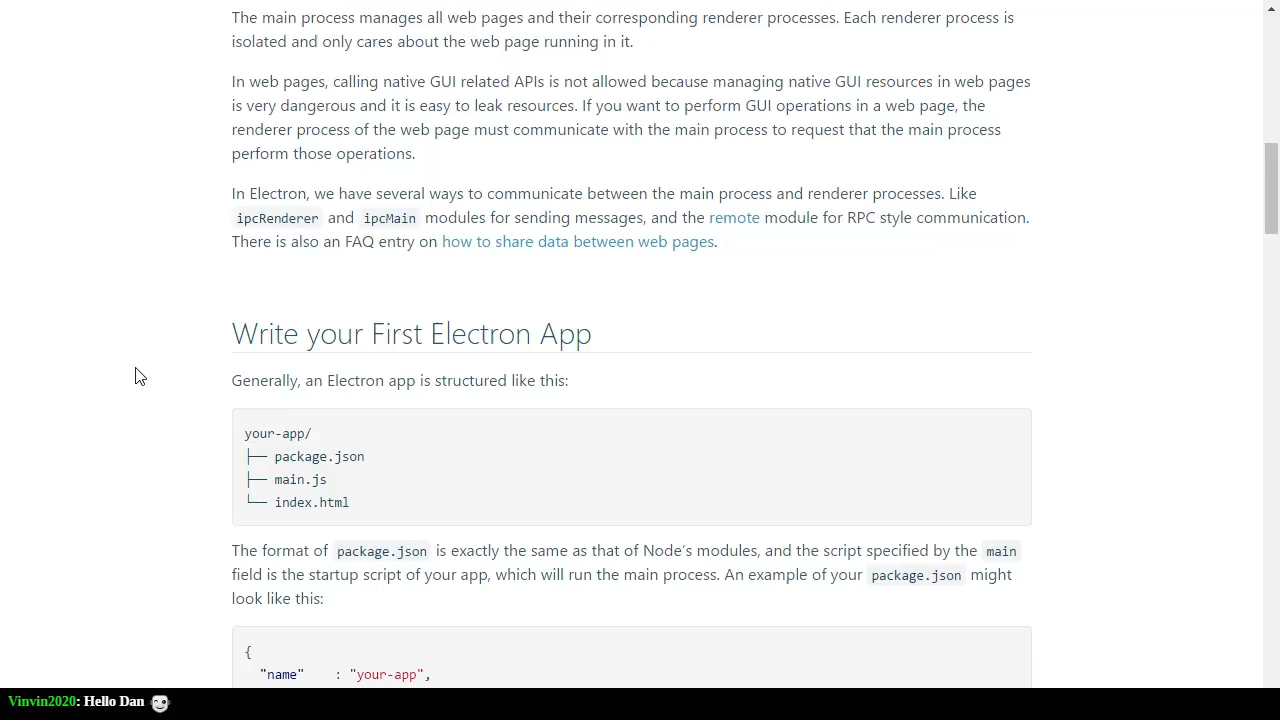 The main process manages all web pages and their corresponding renderer processes. Each renderer process is
isolated and only cares about the web page running in it.
In web pages, calling native GUI related APIs is not allowed because managing native GUI resources in web pages
is very dangerous and it is easy to leak resources. If you want to perform GUI operations in a web page, the
renderer process of the web page must communicate with the main process to request that the main process
perform those operations.
In Electron, we have several ways to communicate between the main process and renderer processes. Like
ipcRenderer and ipcMain modules for sending messages, and the remote module for RPC style communication.
There is also an FAQ entry on how to share data between web pages.
Write your First Electron App
Generally, an Electron app is structured like this:
your-app/
├── package.json
├── main.js
└── index.html
The format of package.json is exactly the same as that of Node's modules, and the script specified by the main
field is the startup script of your app, which will run the main process. An example of your package.json might
look like this:
{
"name" : "your-app",
Vinvin2020: Hello Dan